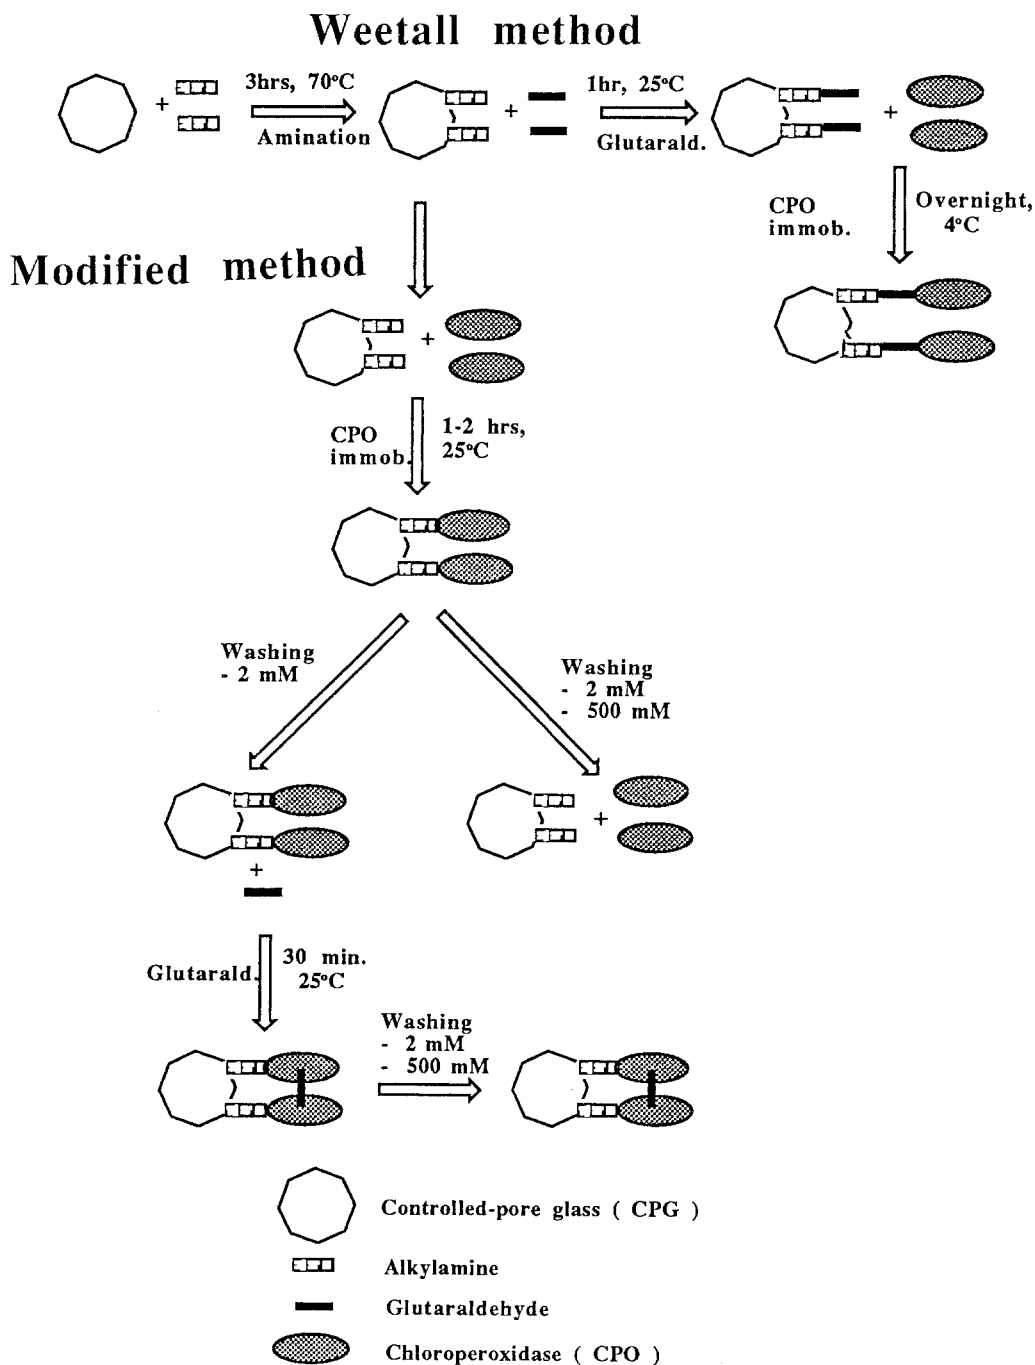 Weetall method
+
3hrs, 70°C
Amination
+
1hr, 25°C
Glutarald.
+
CPO
immob.
Overnight,
4°C
Modified method
+
CPO
immob.
1-2 hrs,
25°C
Washing
- 2 mM
Washing
- 2 mM
- 500 mM
+
+
Glutarald.
30 min.
25°C
Washing
- 2 mM
- 500 mM
Controlled-pore glass ( CPG )
Alkylamine
Glutaraldehyde
Chloroperoxidase ( CPO )